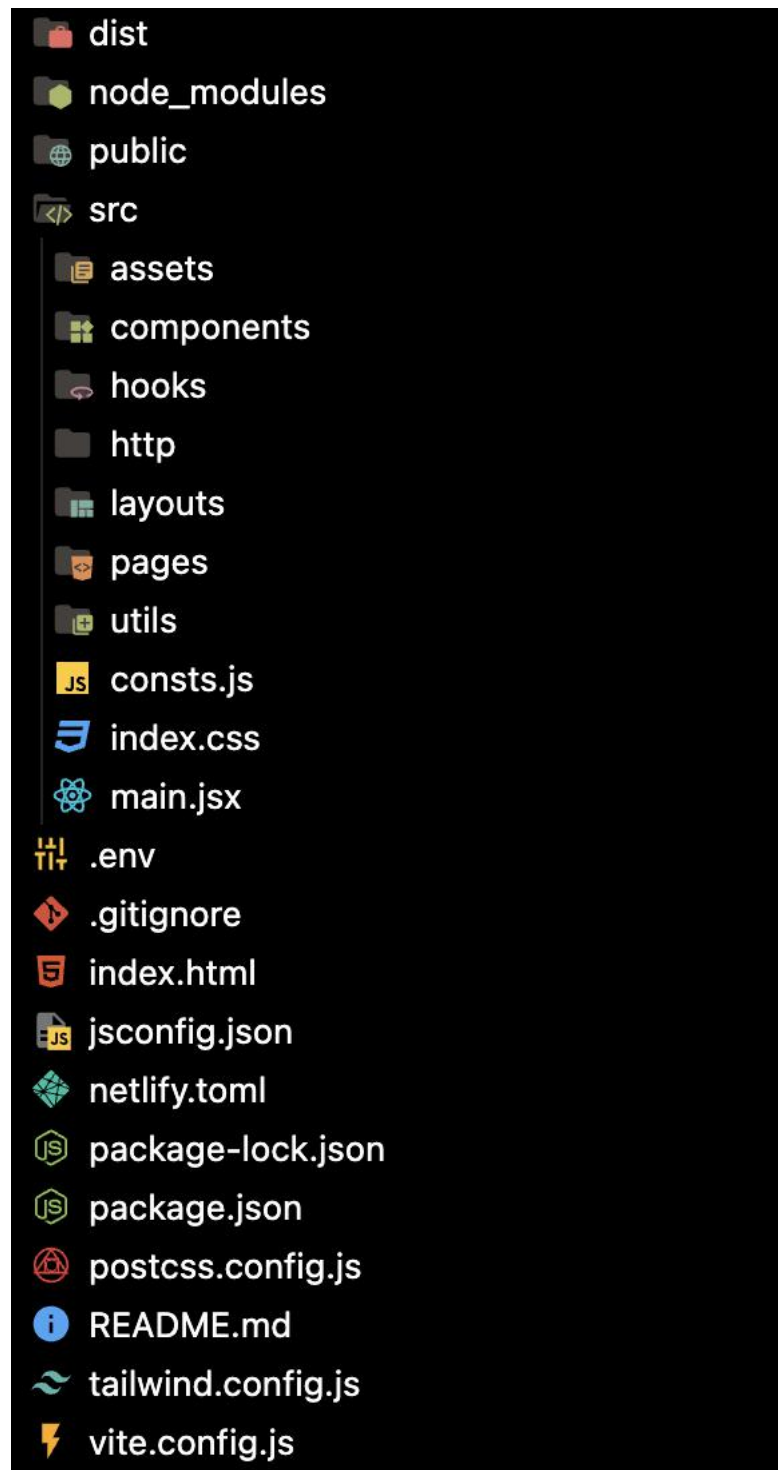 dist
node_modules
public
src
assets
components
hooks
http
layouts
pages
utils
consts.js
index.css
main.jsx
.env
.gitignore
index.html
jsconfig.json
netlify.toml
package-lock.json
package.json
postcss.config.js
README.md
tailwind.config.js
vite.config.js